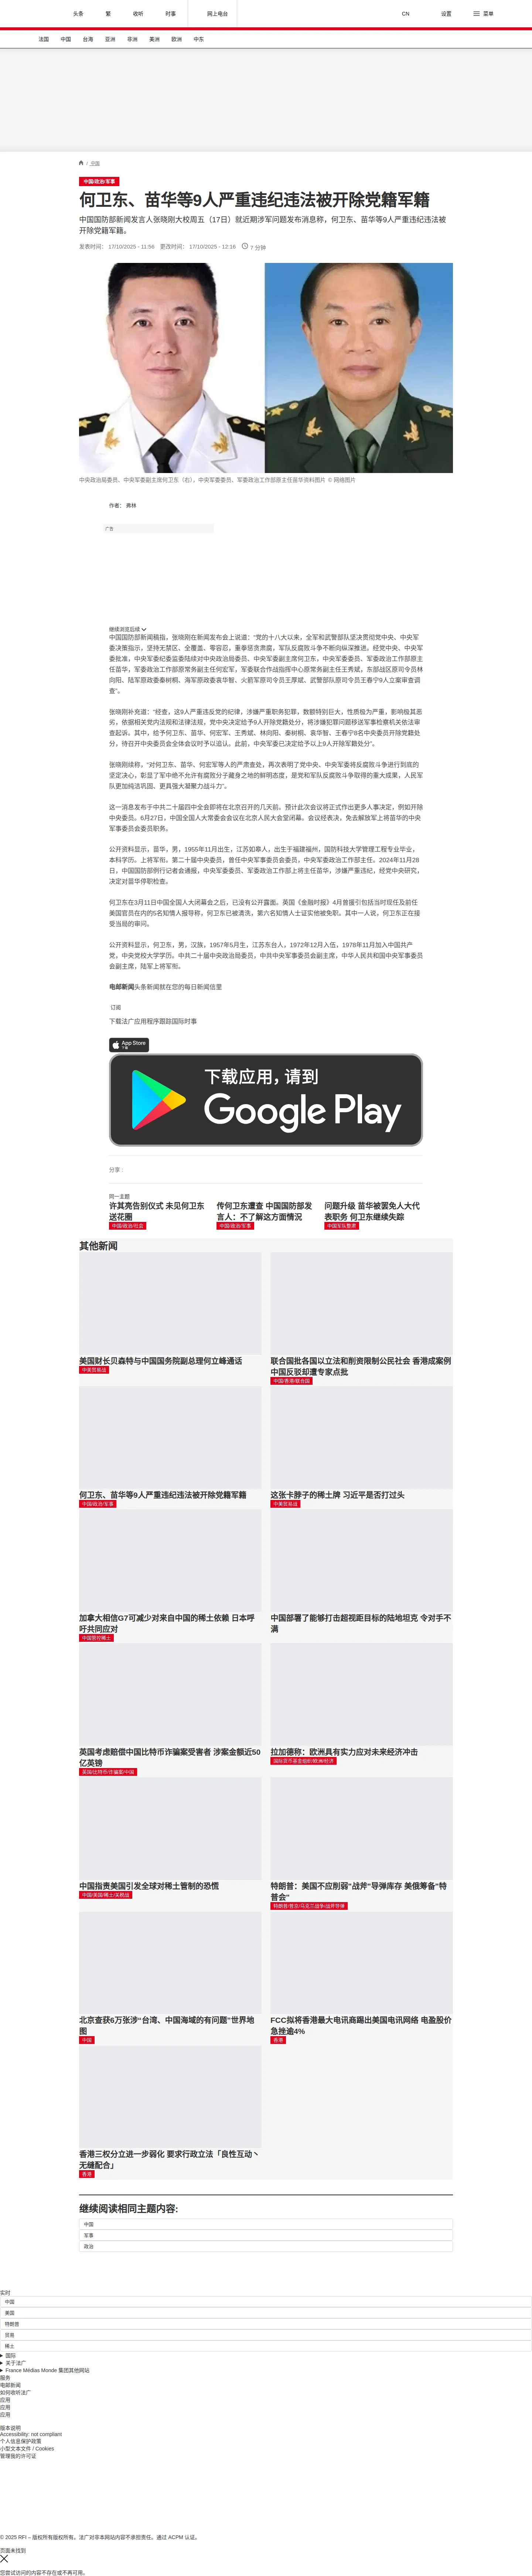 头条
繁
收听
时事
网上电台
CN
设置
菜单
法国
中国
台海
亚洲
非洲
美洲
欧洲
中东
/ 中国
中国/政治/军事
何卫东、苗华等9人严重违纪违法被开除党籍军籍
中国国防部新闻发言人张晓刚大校周五（17日）就近期涉军问题发布消息称，何卫东、苗华等9人严重违纪违法被
开除党籍军籍。
发表时间： 17/10/2025 - 11:56 更改时间： 17/10/2025 - 12:16 7 分钟
中央政治局委员、中央军委副主席何卫东（右），中央军委委员、军委政治工作部原主任苗华资料图片 © 网络图片
作者： 弗林
广告
继续浏览后续
中国国防部新闻稿指，张晓刚在新闻发布会上说道：“党的十八大以来，全军和武警部队坚决贯彻党中央、中央军
委决策指示，坚持无禁区、全覆盖、零容忍，重拳惩贪肃腐，军队反腐败斗争不断向纵深推进。经党中央、中央军
委批准，中央军委纪委监委陆续对中央政治局委员、中央军委副主席何卫东，中央军委委员、军委政治工作部原主
任苗华，军委政治工作部原常务副主任何宏军，军委联合作战指挥中心原常务副主任王秀斌，东部战区原司令员林
向阳、陆军原政委秦树桐、海军原政委袁华智、火箭军原司令员王厚斌、武警部队原司令员王春宁9人立案审查调
查”。
张晓刚补充道：“经查，这9人严重违反党的纪律，涉嫌严重职务犯罪，数额特别巨大，性质极为严重，影响极其恶
劣，依据相关党内法规和法律法规，党中央决定给予9人开除党籍处分，将涉嫌犯罪问题移送军事检察机关依法审
查起诉。其中，给予何卫东、苗华、何宏军、王秀斌、林向阳、秦树桐、袁华智、王春宁8名中央委员开除党籍处
分，待召开中央委员会全体会议时予以追认。此前，中央军委已决定给予以上9人开除军籍处分”。
张晓刚续称，“对何卫东、苗华、何宏军等人的严肃查处，再次表明了党中央、中央军委将反腐败斗争进行到底的
坚定决心，彰显了军中绝不允许有腐败分子藏身之地的鲜明态度，是党和军队反腐败斗争取得的重大成果，人民军
队更加纯洁巩固、更具强大凝聚力战斗力”。
这一消息发布于中共二十届四中全会即将在北京召开的几天前。预计此次会议将正式作出更多人事决定，例如开除
中央委员。6月27日，中国全国人大常委会会议在北京人民大会堂闭幕。会议经表决，免去解放军上将苗华的中央
军事委员会委员职务。
公开资料显示，苗华，男，1955年11月出生，江苏如皋人，出生于福建福州，国防科技大学管理工程专业毕业，
本科学历。上将军衔。第二十届中央委员，曾任中央军事委员会委员，中央军委政治工作部主任。2024年11月28
日，中国国防部例行记者会通报，中央军委委员、军委政治工作部上将主任苗华，涉嫌严重违纪，经党中央研究，
决定对苗华停职检查。
何卫东在3月11日中国全国人大闭幕会之后，已没有公开露面。英国《金融时报》4月曾援引包括当时现任及前任
美国官员在内的5名知情人报导称，何卫东已被清洗，第六名知情人士证实他被免职。其中一人说，何卫东正在接
受当局的审问。
公开资料显示，何卫东，男，汉族，1957年5月生，江苏东台人，1972年12月入伍，1978年11月加入中国共产
党，中央党校大学学历。中共二十届中央政治局委员，中共中央军事委员会副主席，中华人民共和国中央军事委员
会副主席，陆军上将军衔。
电邮新闻头条新闻就在您的每日新闻信里
订阅
下载法广应用程序跟踪国际时事
App Store
下载应用，请到
Google Play
分享 :
同一主题
许其亮告别仪式 未见何卫东
送花圈
中国/政治/社会
传何卫东遭查 中国国防部发
言人：不了解这方面情况
中国/政治/军事
问题升级 苗华被罢免人大代
表职务 何卫东继续失踪
中国军队整肃
其他新闻
美国财长贝森特与中国国务院副总理何立峰通话
中美贸易战
联合国批各国以立法和削资限制公民社会 香港成案例
中国反驳却遭专家点批
中国/香港/联合国
何卫东、苗华等9人严重违纪违法被开除党籍军籍
中国/政治/军事
这张卡脖子的稀土牌 习近平是否打过头
中美贸易战
加拿大相信G7可减少对来自中国的稀土依赖 日本呼
吁共同应对
中国管控稀土
中国部署了能够打击超视距目标的陆地坦克 令对手不
满
英国考虑赔偿中国比特币诈骗案受害者 涉案金额近50
亿英镑
英国/比特币/诈骗案/中国
拉加德称：欧洲具有实力应对未来经济冲击
国际货币基金组织/欧洲/经济
中国指责美国引发全球对稀土管制的恐慌
中国/美国/稀土/关税战
特朗普：美国不应削弱“战斧”导弹库存 美俄筹备“特
普会”
特朗普/普京/乌克兰战争/战斧导弹
北京查获6万张涉“台湾、中国海域的有问题”世界地
图
中国
FCC拟将香港最大电讯商踢出美国电讯网络 电盈股价
急挫逾4%
香港
香港三权分立进一步弱化 要求行政立法「良性互动丶
无缝配合」
香港
继续阅读相同主题内容:
中国
军事
政治
实时
中国
美国
特朗普
贸易
稀土
国际
关于法广
France Médias Monde 集团其他网站
服务
电邮新闻
如何收听法广
应用
应用
应用
版本说明
Accessibility: not compliant
个人信息保护政策
小型文本文件 / Cookies
管理您的许可证
© 2025 RFI – 版权所有版权所有。法广对非本网站内容不承担责任。通过 ACPM 认证。
页面未找到
您尝试访问的内容不存在或不再可用。